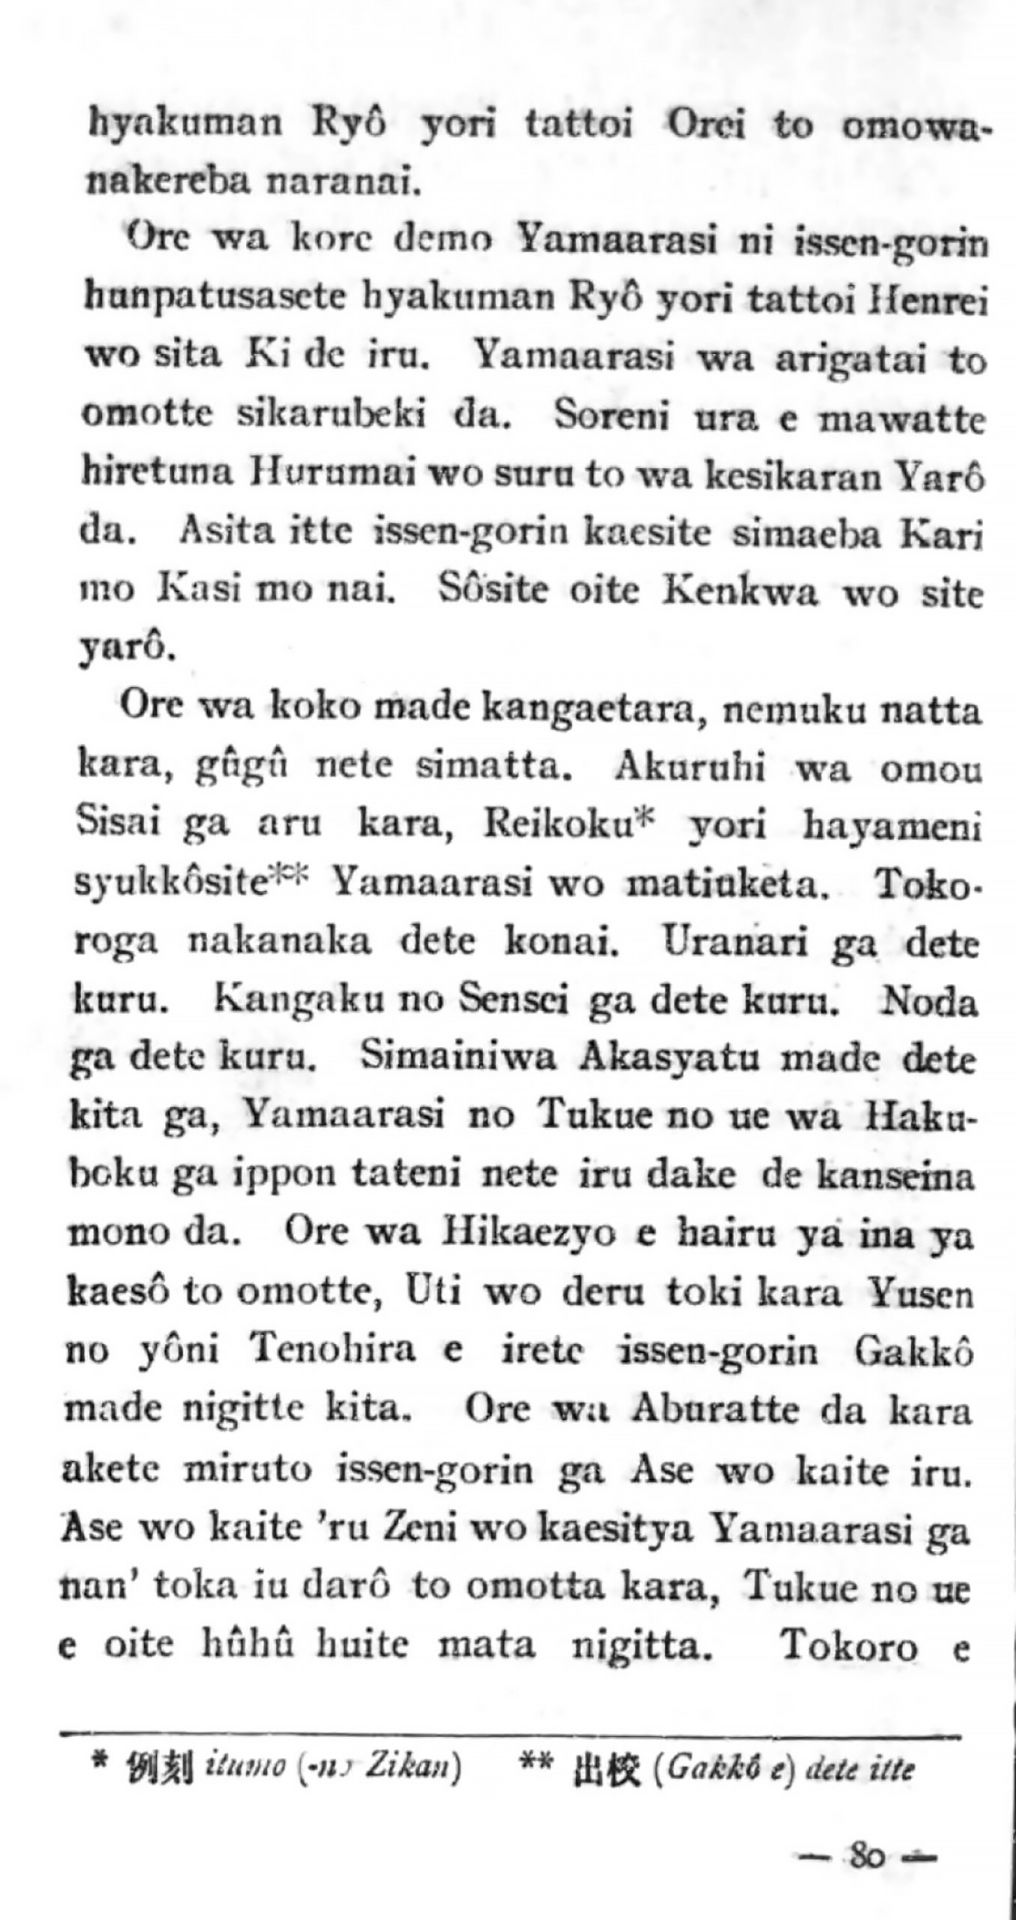 hyakuman Ryô yori tattoi Orei to omowa-
nakereba naranai.
Ore wa kore demo Yamaarasi ni issen-gorin
hunpatusasete hyakuman Ryô yori tattoi Henrei
wo sita Ki de iru. Yamaarasi wa arigatai to
omotte sikarubeki da. Soreni ura e mawatte
hiretuna Hurumai wo suru to wa kesikaran Yarô
da. Asita itte issen-gorin kaesite simaeba Kari
mo Kasi mo nai. Sôsite oite Kenkwa wo site
yarô.
Ore wa koko made kangaetara, nemuku natta
kara, gûgû nete simatta. Akuruhi wa omou
Sisai ga aru kara, Reikoku* yori hayameni
syukkôsite** Yamaarasi wo matiuketa. Toko-
roga nakanaka dete konai. Uranari ga dete
kuru. Kangaku no Sensei ga dete kuru. Noda
ga dete kuru. Simainiwa Akasyatu made dete
kita ga, Yamaarasi no Tukue no ue wa Haku-
boku ga ippon tateni nete iru dake de kanseina
mono da. Ore wa Hikaezyo e hairu ya ina ya
kaesô to omotte, Uti wo deru toki kara Yusen
no yôni Tenohira e irete issen-gorin Gakkô
made nigitte kita. Ore wa Aburatte da kara
akete miruto issen-gorin ga Ase wo kaite iru.
Ase wo kaite 'ru Zeni wo kaesitya Yamaarasi ga
nan' toka iu darô to omotta kara, Tukue no ue
e oite hûhû huite mata nigitta. Tokoro e
* 例刻 itumo (-no Zikan) ** 出校 (Gakkô e) dete itte
— 80 —